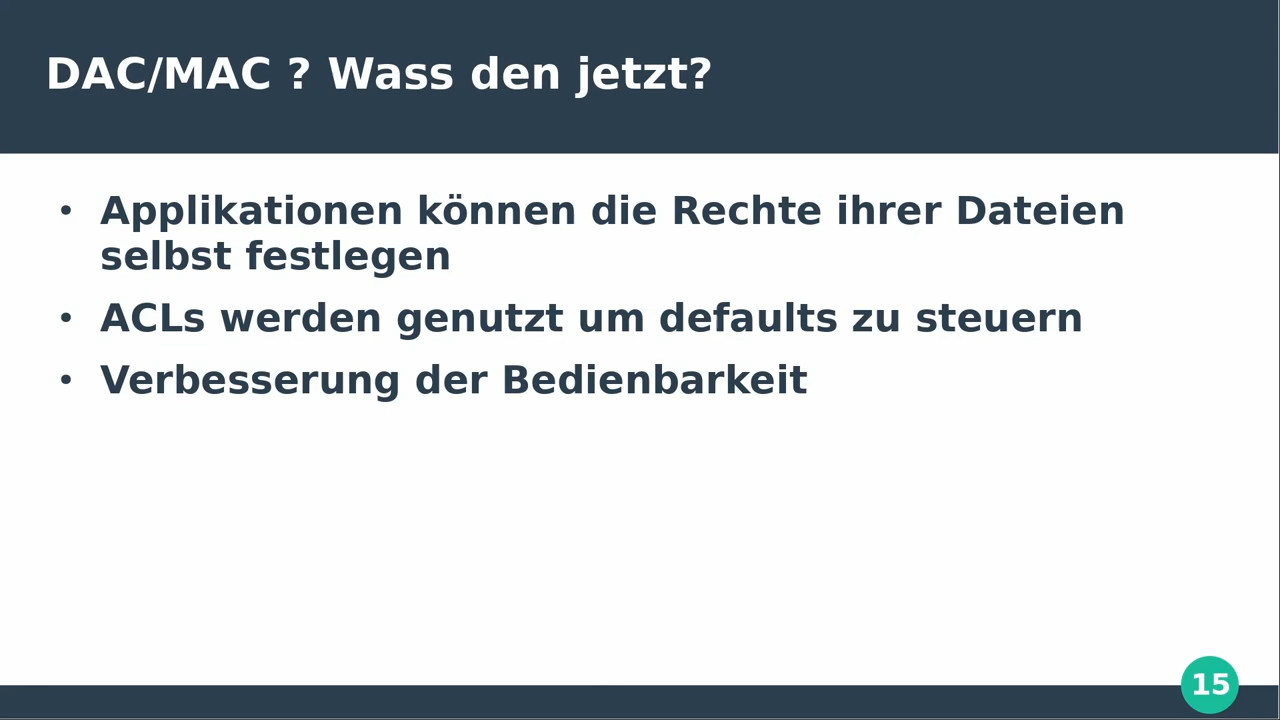 DAC/MAC ? Wass den jetzt?
• Applikationen können die Rechte ihrer Dateien
selbst festlegen
• ACLs werden genutzt um defaults zu steuern
• Verbesserung der Bedienbarkeit
15